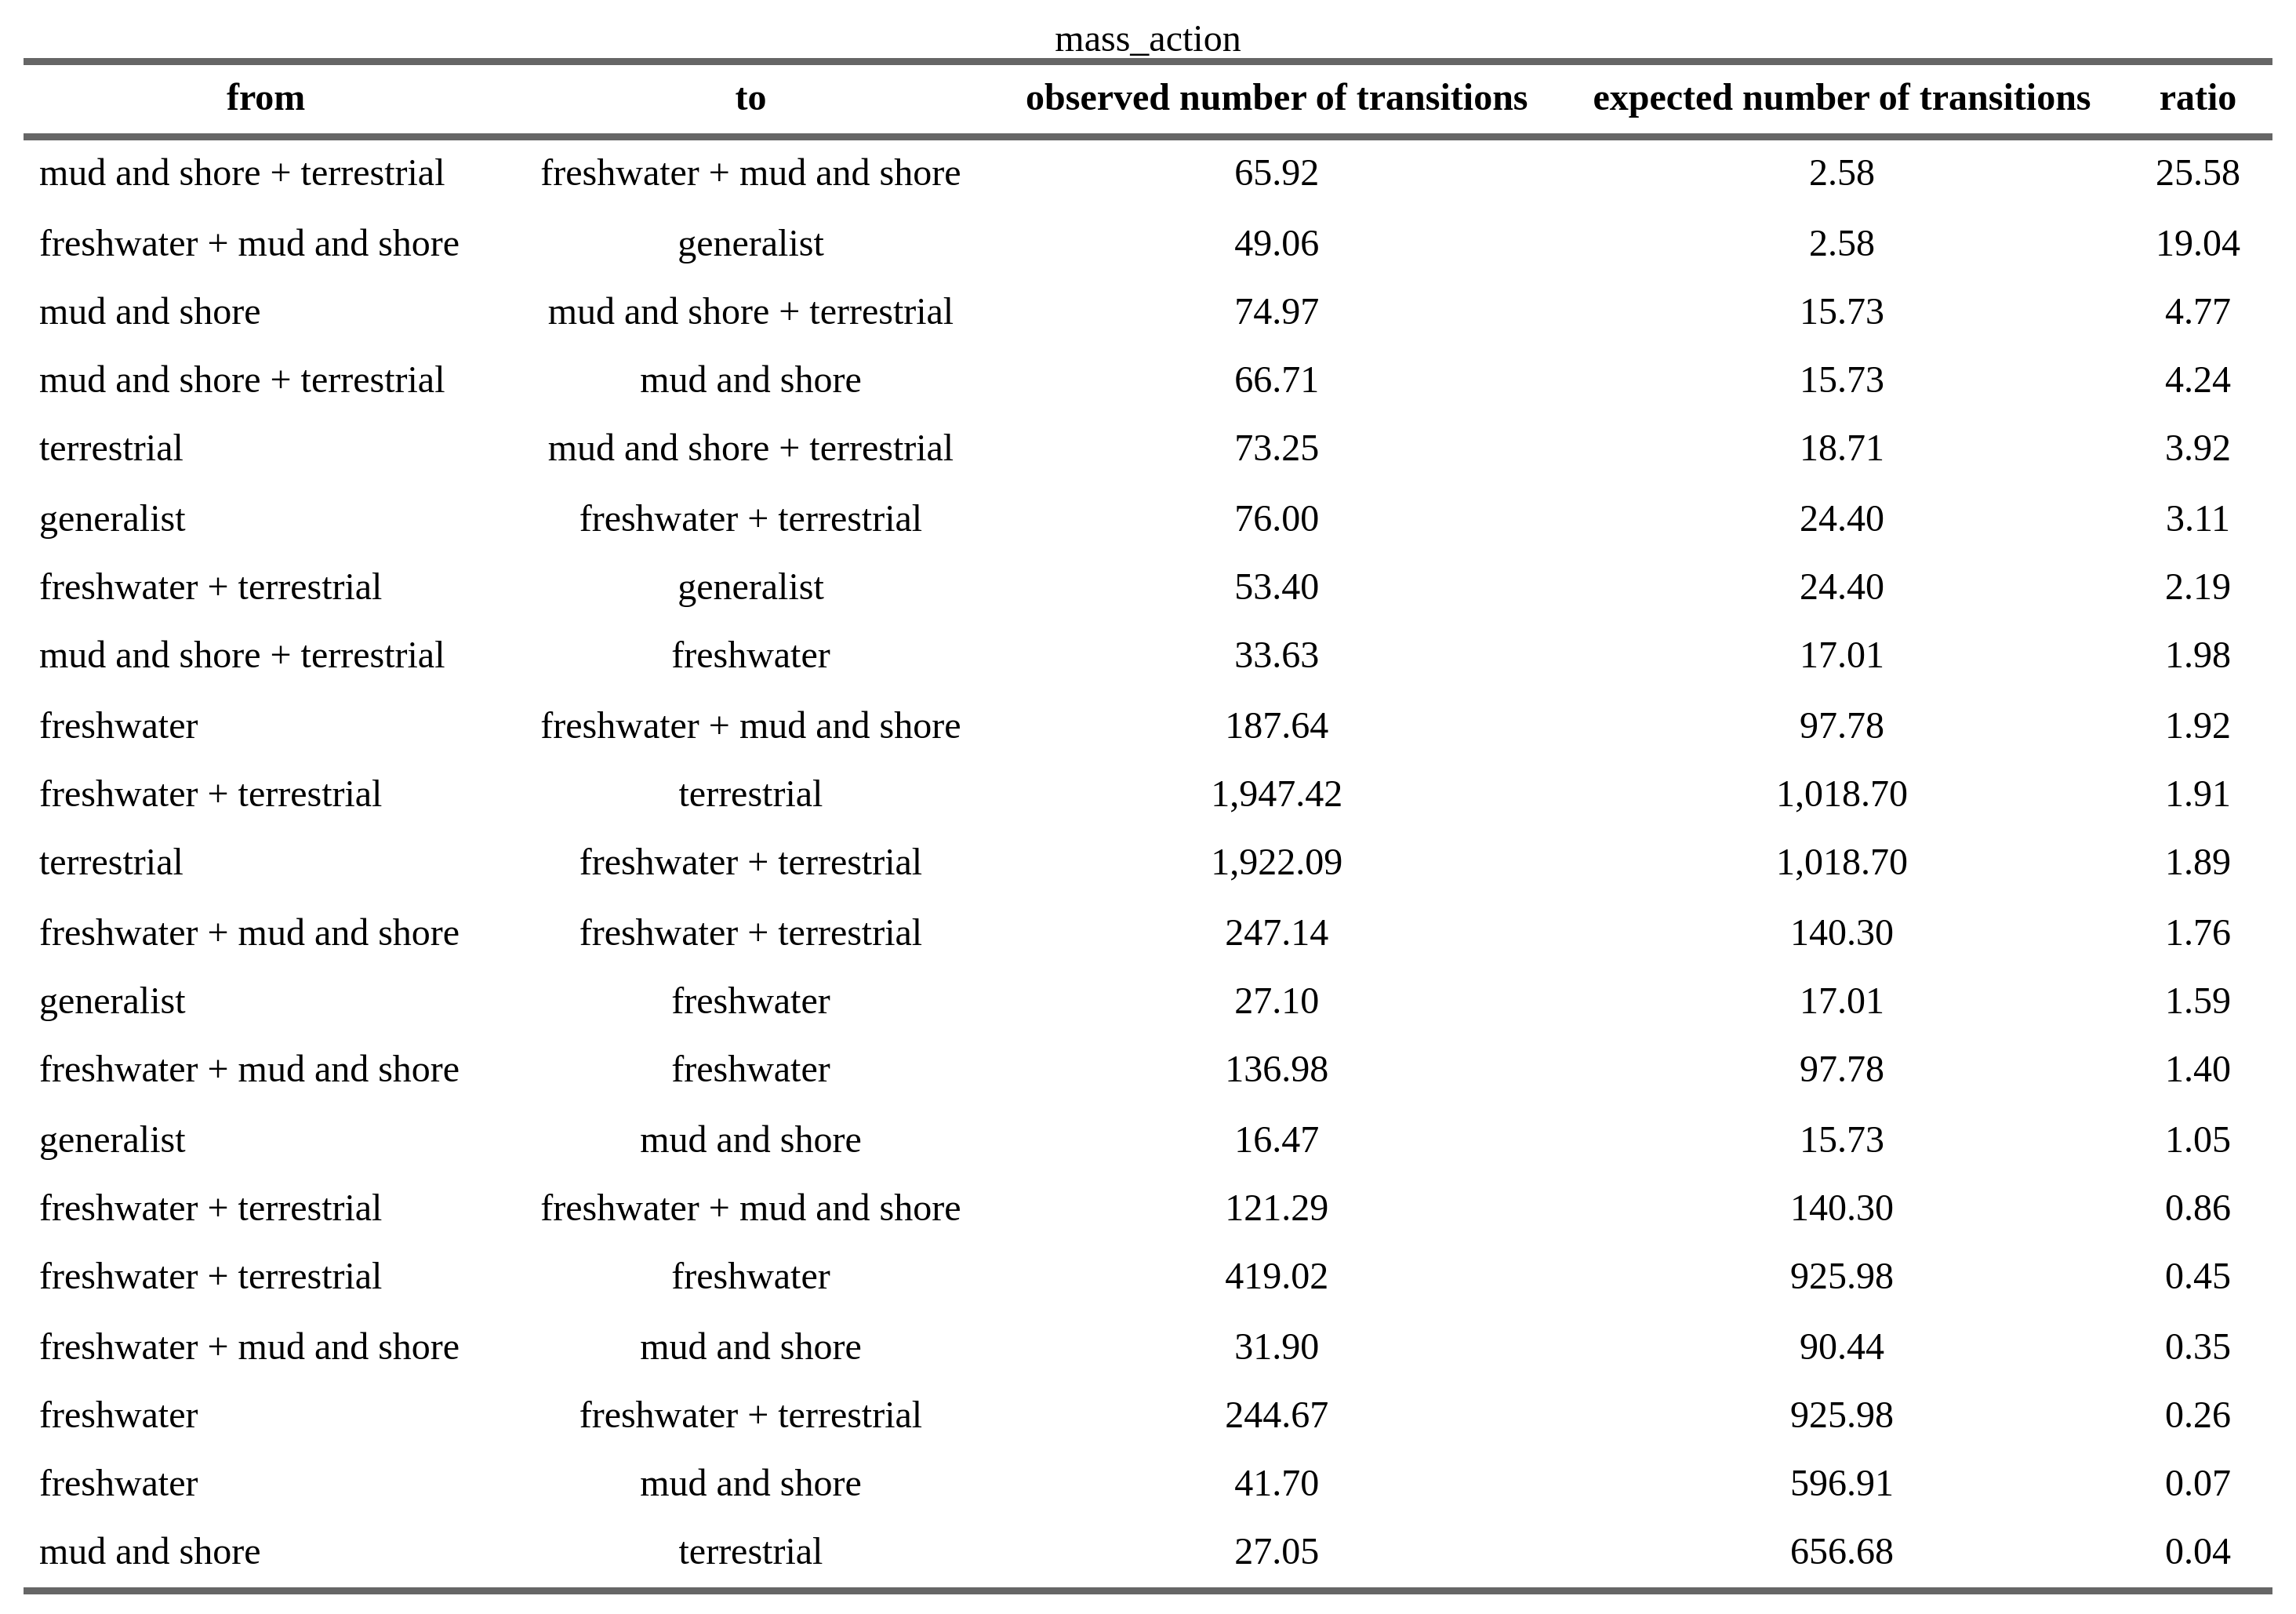 mass_action
from to observed number of transitions expected number of transitions ratio
mud and shore + terrestrial freshwater + mud and shore 65.92 2.58 25.58
freshwater + mud and shore generalist 49.06 2.58 19.04
mud and shore mud and shore + terrestrial 74.97 15.73 4.77
mud and shore + terrestrial mud and shore 66.71 15.73 4.24
terrestrial mud and shore + terrestrial 73.25 18.71 3.92
generalist freshwater + terrestrial 76.00 24.40 3.11
freshwater + terrestrial generalist 53.40 24.40 2.19
mud and shore + terrestrial freshwater 33.63 17.01 1.98
freshwater freshwater + mud and shore 187.64 97.78 1.92
freshwater + terrestrial terrestrial 1,947.42 1,018.70 1.91
terrestrial freshwater + terrestrial 1,922.09 1,018.70 1.89
freshwater + mud and shore freshwater + terrestrial 247.14 140.30 1.76
generalist freshwater 27.10 17.01 1.59
freshwater + mud and shore freshwater 136.98 97.78 1.40
generalist mud and shore 16.47 15.73 1.05
freshwater + terrestrial freshwater + mud and shore 121.29 140.30 0.86
freshwater + terrestrial freshwater 419.02 925.98 0.45
freshwater + mud and shore mud and shore 31.90 90.44 0.35
freshwater freshwater + terrestrial 244.67 925.98 0.26
freshwater mud and shore 41.70 596.91 0.07
mud and shore terrestrial 27.05 656.68 0.04